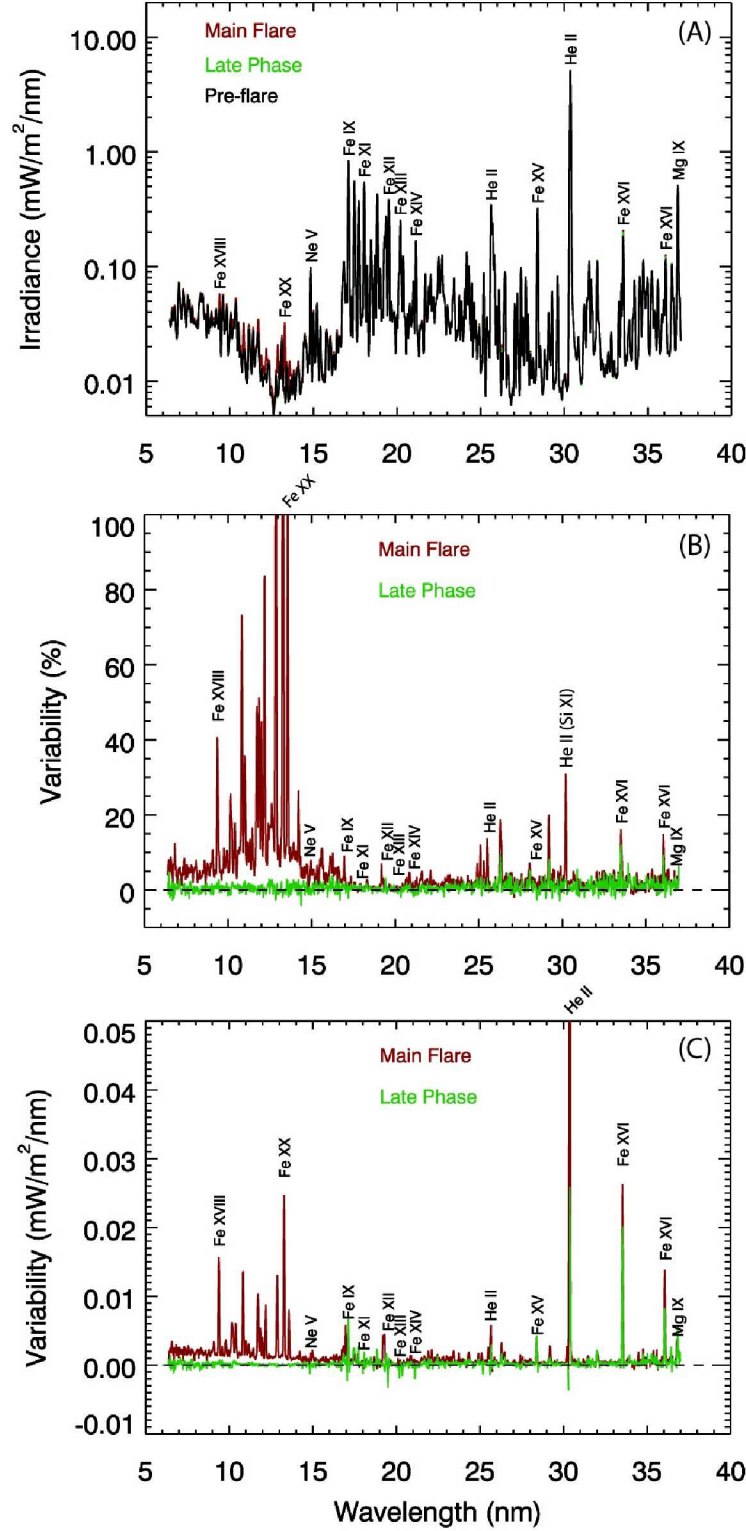 (A)
Main Flare
Late Phase
Pre-flare
Irradiance (mW/m²/nm)
10.00
1.00
0.10
0.01
Fe XVIII
Fe XX
Ne V
Fe IX
Fe XI
Fe XII
Fe XIII
Fe XIV
He II
Fe XV
He II
Fe XVI
Fe XVI
Mg IX
5 10 15 20 25 30 35 40
(B)
Main Flare
Late Phase
Variability (%)
100
80
60
40
20
0
Fe XVIII
Fe XX
Ne V
Fe IX
Fe XI
Fe XII
Fe XIII
Fe XIV
He II
Fe XV
He II (Si XI)
Fe XVI
Fe XVI
Mg IX
5 10 15 20 25 30 35 40
(C)
Main Flare
Late Phase
Variability (mW/m²/nm)
0.05
0.04
0.03
0.02
0.01
0.00
-0.01
Fe XVIII
Fe XX
Ne V
Fe IX
Fe XI
Fe XII
Fe XIII
Fe XIV
He II
Fe XV
He II
Fe XVI
Fe XVI
Mg IX
5 10 15 20 25 30 35 40
Wavelength (nm)